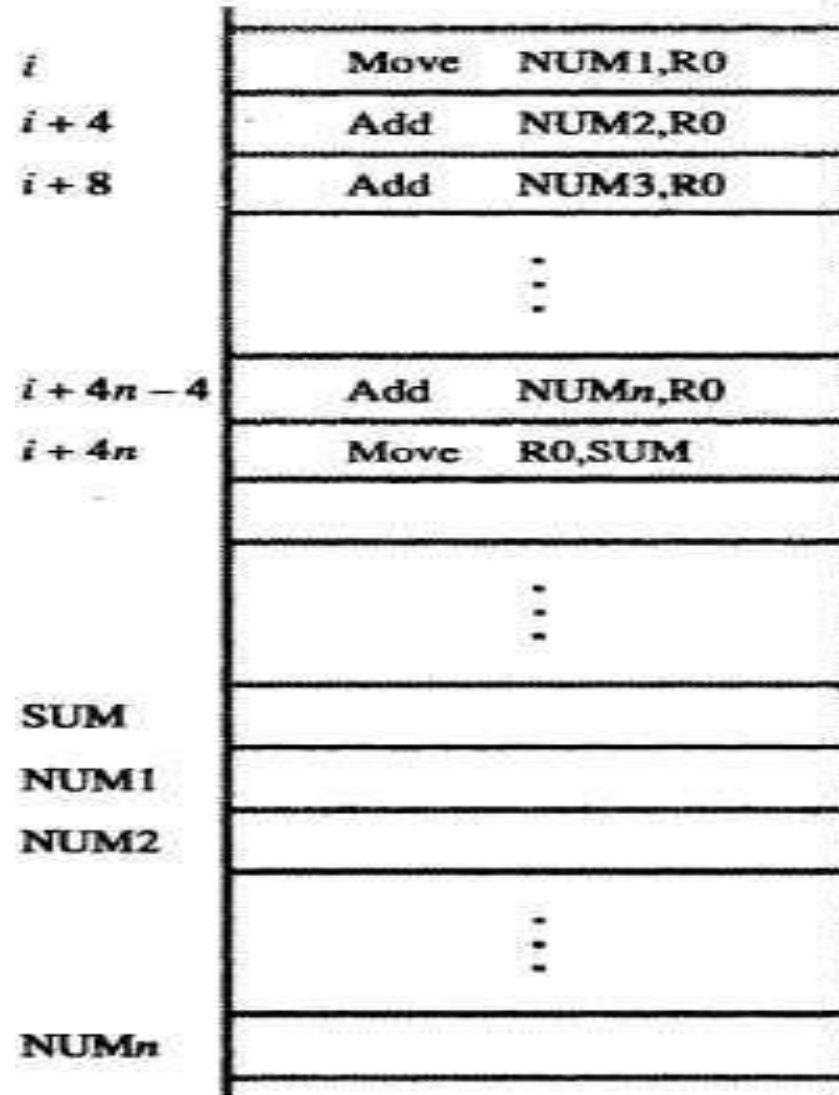 i Move NUM1,R0
i + 4 Add NUM2,R0
i + 8 Add NUM3,R0
i + 4n – 4 Add NUMn,R0
i + 4n Move R0,SUM
SUM
NUM1
NUM2
NUMn